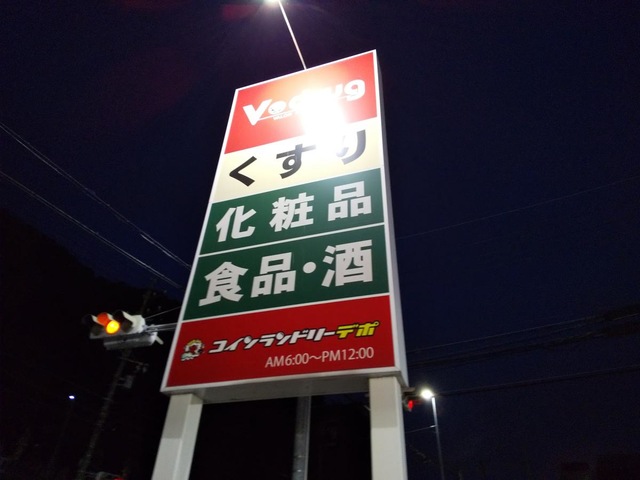 V・drug
くすり
化粧品
食品・酒
コインランドリーデポ
AM6:00〜PM12:00